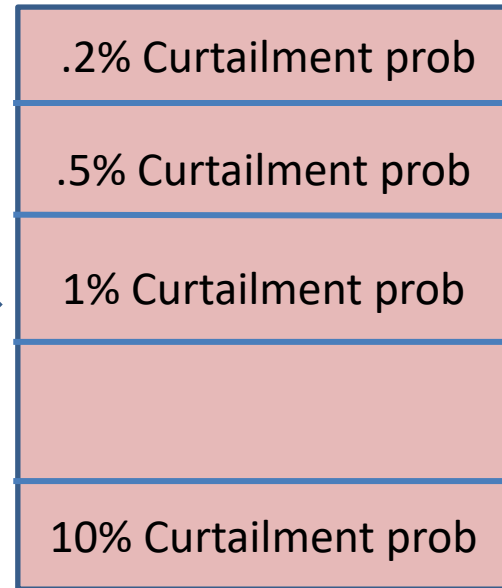 .2% Curtailment prob
.5% Curtailment prob
1% Curtailment prob
10% Curtailment prob